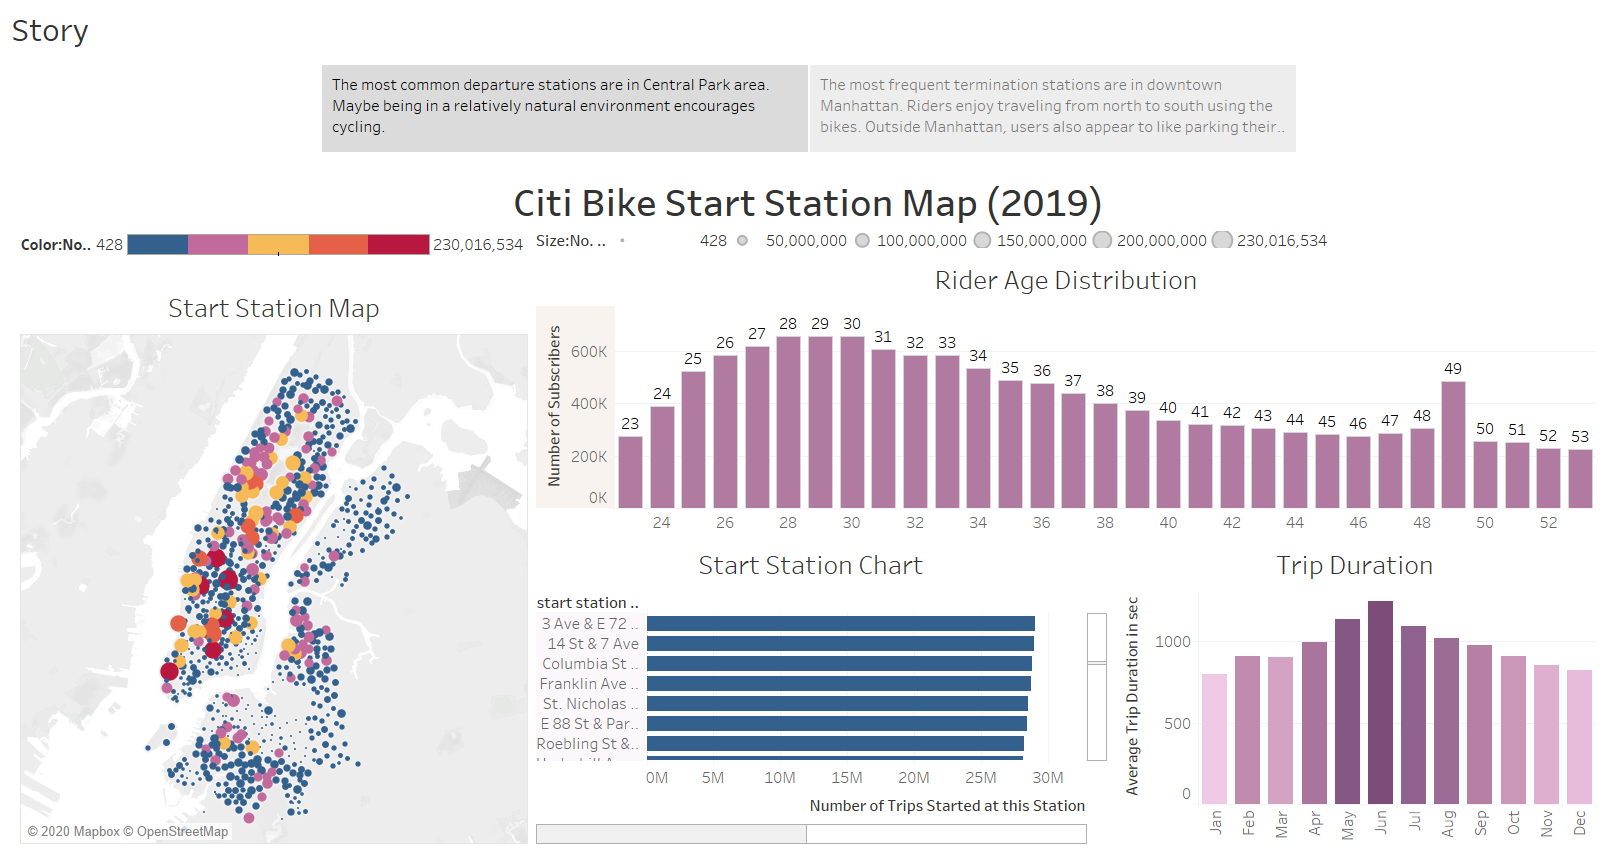 Story
The most common departure stations are in Central Park area.
Maybe being in a relatively natural environment encourages
cycling.
The most frequent termination stations are in downtown
Manhattan. Riders enjoy traveling from north to south using the
bikes. Outside Manhattan, users also appear to like parking their..
Citi Bike Start Station Map (2019)
Color:No.. 428 230,016,534
Size:No. .. 428 50,000,000 100,000,000 150,000,000 200,000,000 230,016,534
Start Station Map
© 2020 Mapbox © OpenStreetMap
Rider Age Distribution
Number of Subscribers
600K
400K
200K
0K
23 24 25 26 27 28 29 30 31 32 33 34 35 36 37 38 39 40 41 42 43 44 45 46 47 48 49 50 51 52 53
24 26 28 30 32 34 36 38 40 42 44 46 48 50 52
Start Station Chart
start station ..
3 Ave & E 72 ..
14 St & 7 Ave
Columbia St ..
Franklin Ave ..
St. Nicholas ..
E 88 St & Par..
Roebling St &..
0M 5M 10M 15M 20M 25M 30M
Number of Trips Started at this Station
Trip Duration
Average Trip Duration in sec
1000
500
0
Jan Feb Mar Apr May Jun Jul Aug Sep Oct Nov Dec